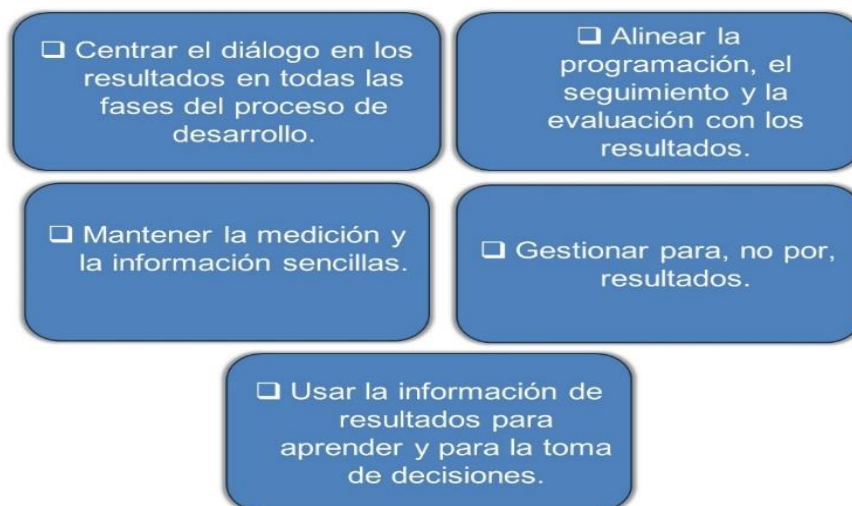 ❑ Centrar el diálogo en los
resultados en todas las
fases del proceso de
desarrollo.
❑ Alinear la
programación, el
seguimiento y la
evaluación con los
resultados.
❑ Mantener la medición y
la información sencillas.
❑ Gestionar para, no por,
resultados.
❑ Usar la información de
resultados para
aprender y para la toma
de decisiones.